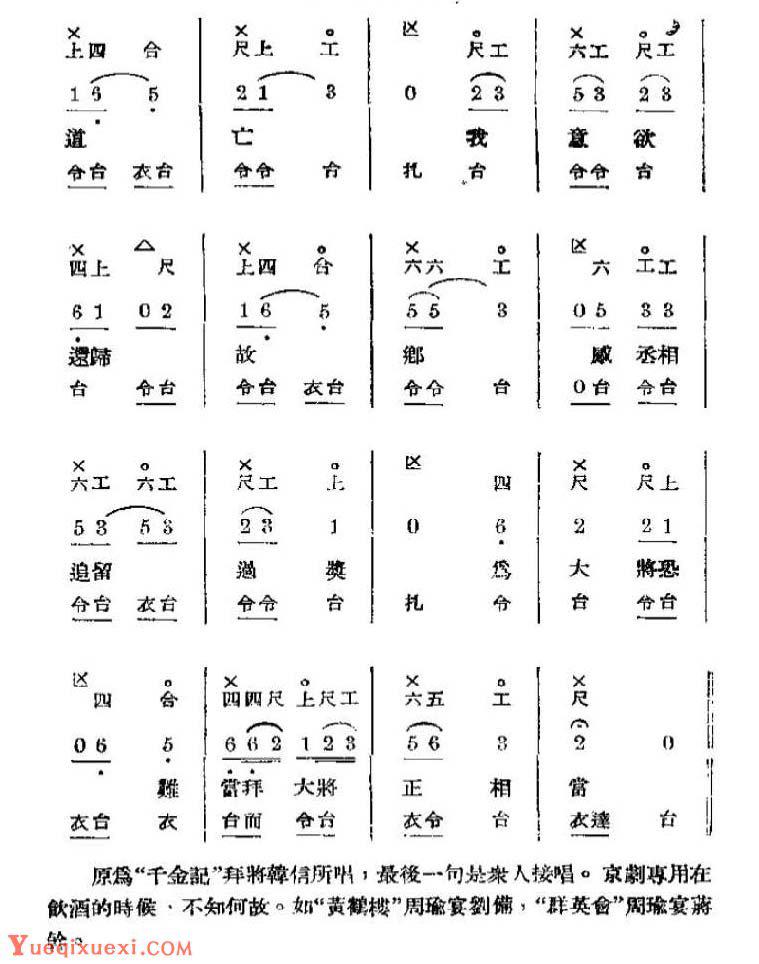 上四 合 尺上 工 尺工 六工 尺工
1 6 5 2 1 3 0 2 3 5 3 2 3
道 亡 我 意 欲
令台 衣台 令令 台 扎 台 令令 台
四上 尺 上四 合 六六 工 六 工工
6 1 0 2 1 6 5 5 5 3 0 5 3 3
還歸 故 鄉 感 丞相
台 令台 令台 衣台 令令 台 0台 令台
六工 六工 尺工 上 四 尺 尺上
5 3 5 3 2 3 1 0 6 2 2 1
追留 過 獎 爲 大 將恐
令台 衣台 令令 台 扎 令 台 令台
四 合 四四尺 上尺工 六五 工 尺
0 6 5 6 6 2 1 2 3 5 6 3 2 0
難 當拜 大將 正 相 當
衣台 衣 台而 令台 衣令 台 衣達 台
原爲“千金記”拜將韓信所唱，最後一句是衆人接唱。京劇專用在
飲酒的時候，不知何故。如“黃鶴樓”周瑜宴劉備，“群英會”周瑜宴蔣
幹。
Yueqixuexi.com